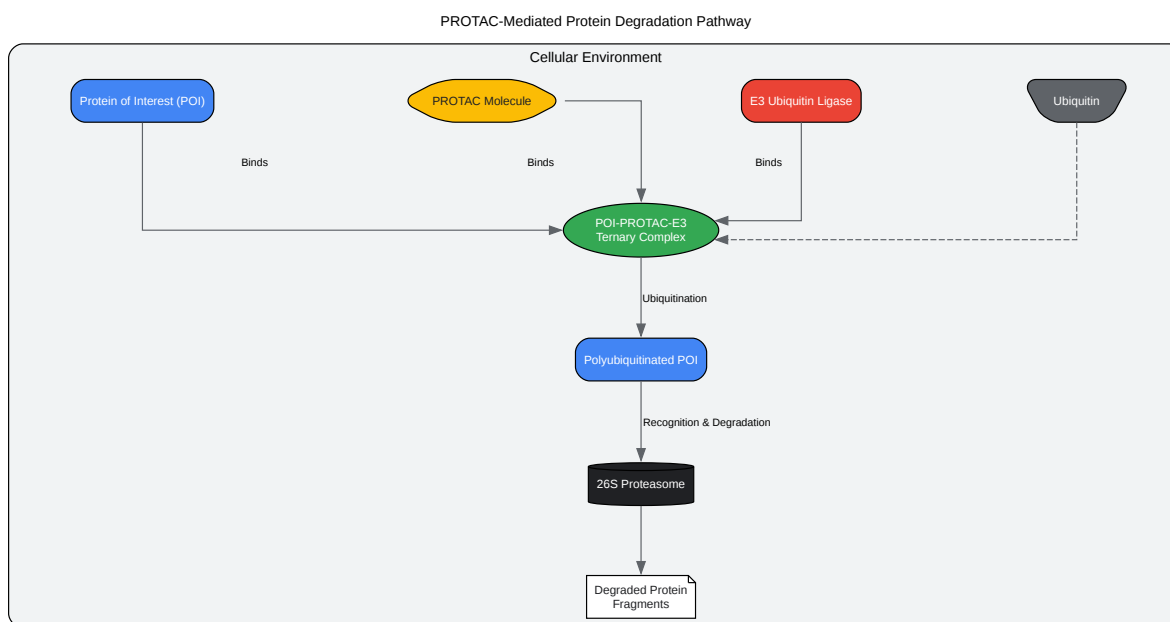 PROTAC-Mediated Protein Degradation Pathway
Cellular Environment
Protein of Interest (POI)
PROTAC Molecule
E3 Ubiquitin Ligase
Ubiquitin
Binds
Binds
Binds
POI-PROTAC-E3
Ternary Complex
Ubiquitination
Polyubiquitinated POI
Recognition & Degradation
26S Proteasome
Degraded Protein
Fragments